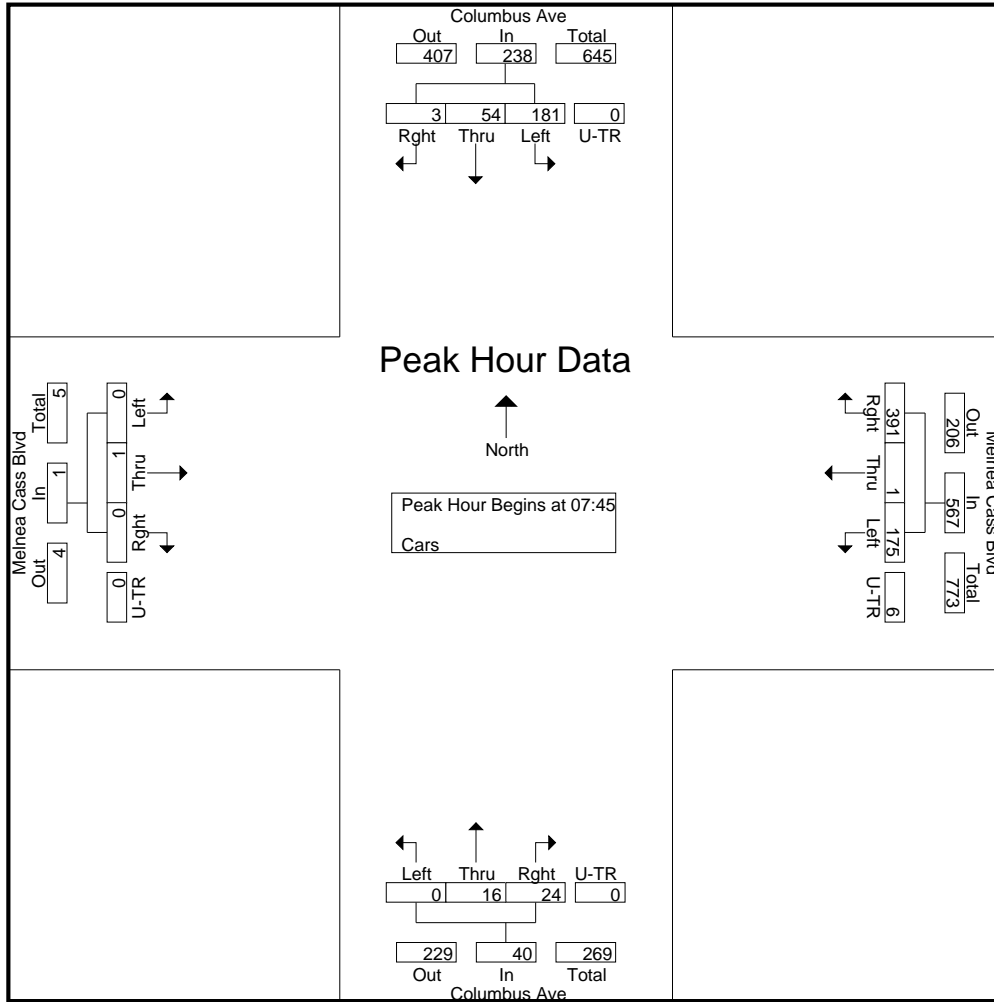 Columbus Ave
Out In Total
407 238 645
3 54 181 0
Rght Thru Left U-TR
Peak Hour Data
North
Peak Hour Begins at 07:45
Cars
Melnea Cass Blvd
Total In Out
5 1 4
0 1 0 0
Left Thru Rght U-TR
Melnea Cass Blvd
Out In Total
206 567 773
391 1 175 6
Rght Thru Left U-TR
Left Thru Rght U-TR
0 16 24 0
229 40 269
Out In Total
Columbus Ave